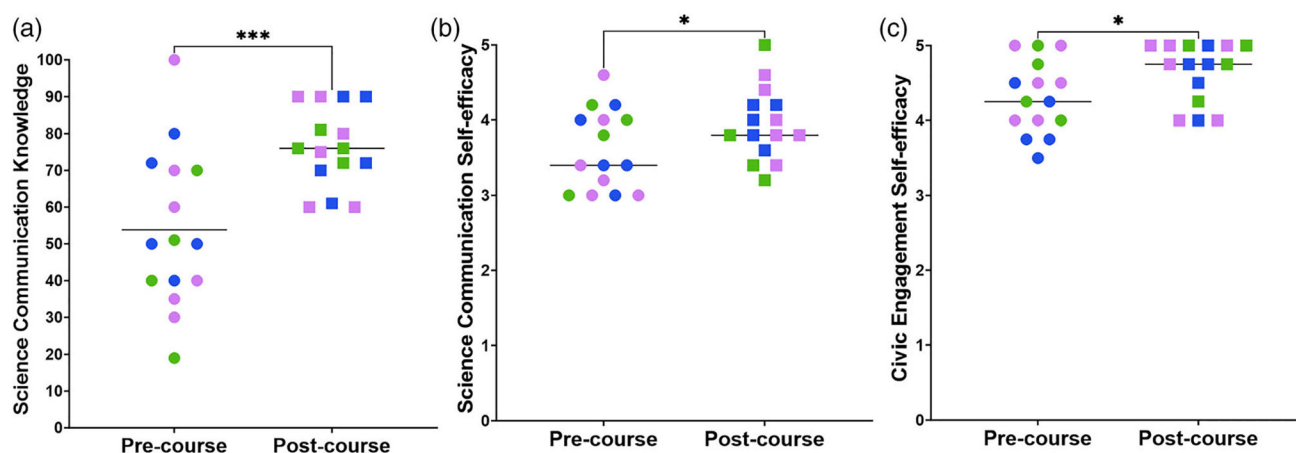 (a)
Science Communication Knowledge
100
90
80
70
60
50
40
30
20
10
0
***
Pre-course
Post-course
(b)
Science Communication Self-efficacy
5
4
3
2
1
0
*
Pre-course
Post-course
(c)
Civic Engagement Self-efficacy
5
4
3
2
1
0
*
Pre-course
Post-course